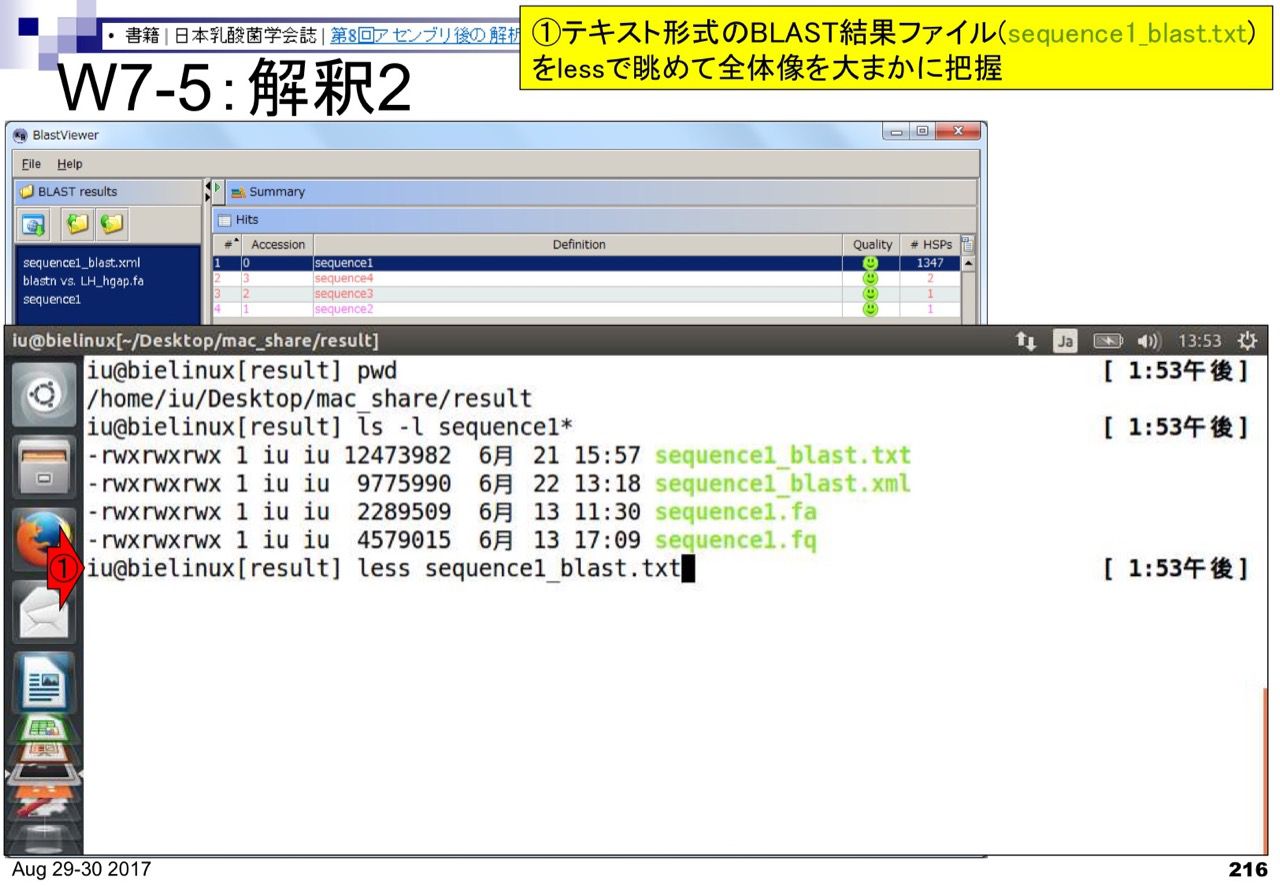 • 書籍 | 日本乳酸菌学会誌 | 第8回アセンブリ後の解析
①テキスト形式のBLAST結果ファイル(sequence1_blast.txt)
をlessで眺めて全体像を大まかに把握
W7-5：解釈2
BlastViewer
File Help
BLAST results
Summary
Hits
# Accession Definition Quality # HSPs
sequence1_blast.xml
blastn vs. LH_hgap.fa
sequence1
1 0 sequence1 1347
2 3 sequence4 2
3 2 sequence3 1
4 1 sequence2 1
iu@bielinux[~/Desktop/mac_share/result] Ja 13:53
iu@bielinux[result] pwd [ 1:53午後]
/home/iu/Desktop/mac_share/result
iu@bielinux[result] ls -l sequence1* [ 1:53午後]
-rwxrwxrwx 1 iu iu 12473982 6月 21 15:57 sequence1_blast.txt
-rwxrwxrwx 1 iu iu 9775990 6月 22 13:18 sequence1_blast.xml
-rwxrwxrwx 1 iu iu 2289509 6月 13 11:30 sequence1.fa
-rwxrwxrwx 1 iu iu 4579015 6月 13 17:09 sequence1.fq
① iu@bielinux[result] less sequence1_blast.txt [ 1:53午後]
Aug 29-30 2017
216